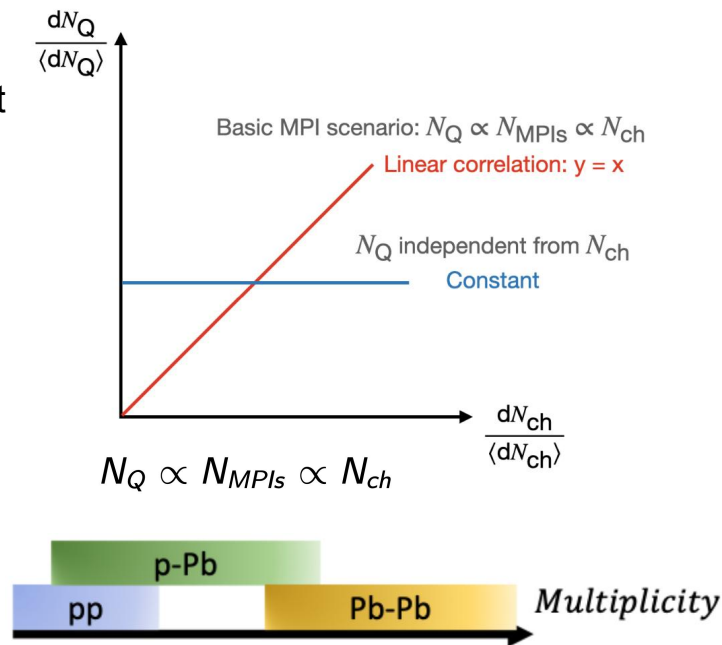 dN_Q
⟨dN_Q⟩
t
Basic MPI scenario: N_Q ∝ N_MPIs ∝ N_ch
Linear correlation: y = x
N_Q independent from N_ch
Constant
dN_ch
⟨dN_ch⟩
N_Q ∝ N_MPIs ∝ N_ch
p-Pb
pp
Pb-Pb
Multiplicity